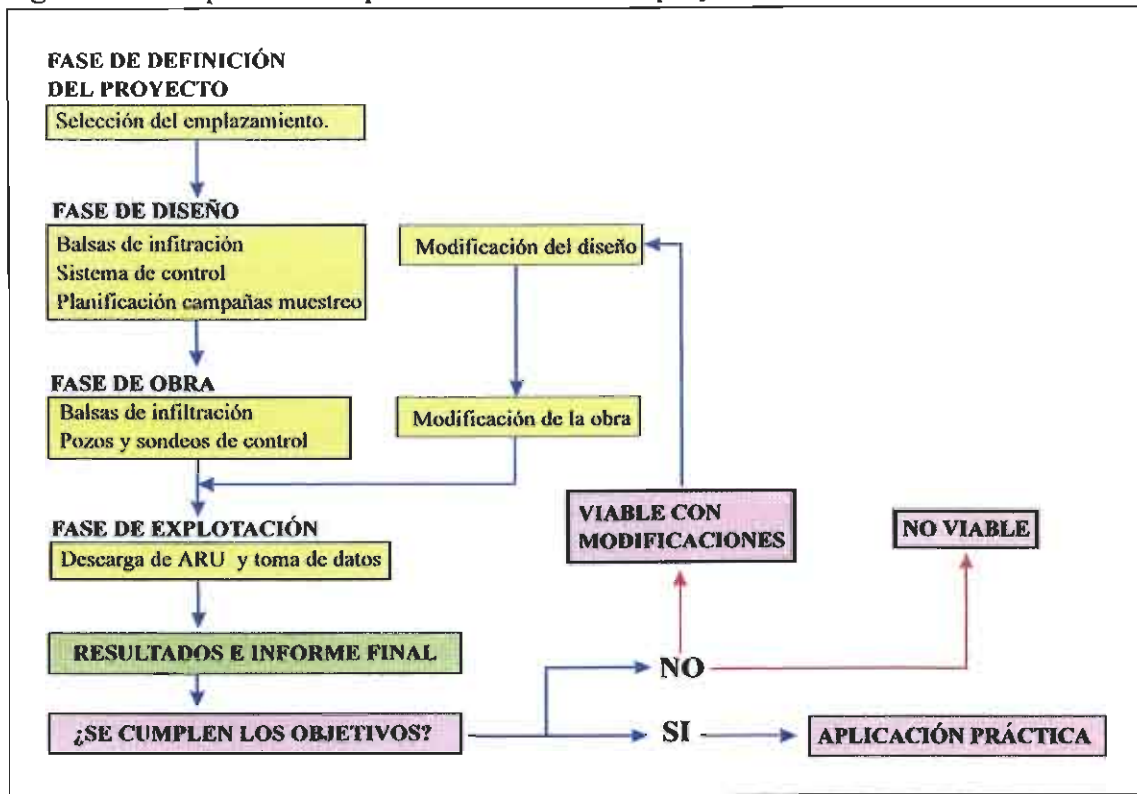 FASE DE DEFINICIÓN
DEL PROYECTO
Selección del emplazamiento.
FASE DE DISEÑO
Balsas de infitración
Sistema de control
Planificación campañas muestreo
Modificación del diseño
FASE DE OBRA
Balsas de infiltración
Pozos y sondeos de control
Modificación de la obra
FASE DE EXPLOTACIÓN
Descarga de ARU y toma de datos
VIABLE CON
MODIFICACIONES
NO VIABLE
RESULTADOS E INFORME FINAL
NO
¿SE CUMPLEN LOS OBJETIVOS?
SI
APLICACIÓN PRÁCTICA